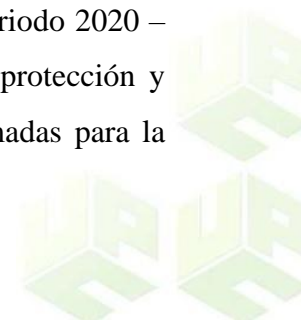 riodo 2020 –
protección y
nadas para la